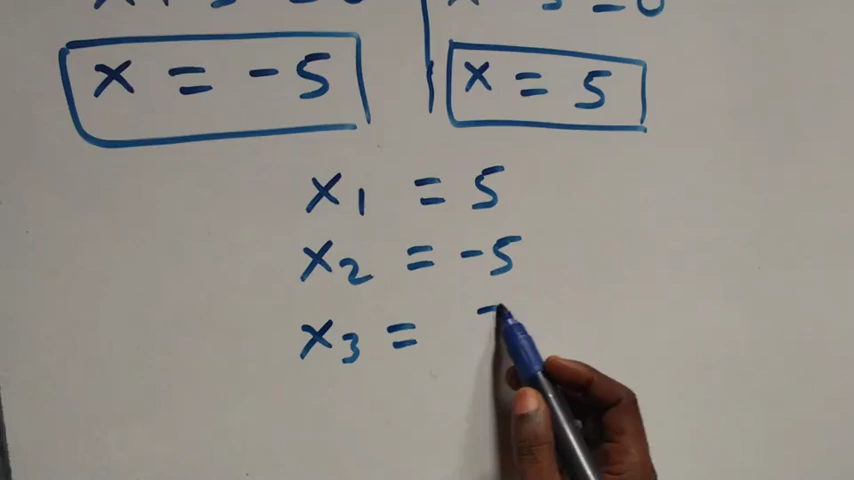 x = -5
x = 5
x₁ = 5
x₂ = -5
x₃ =